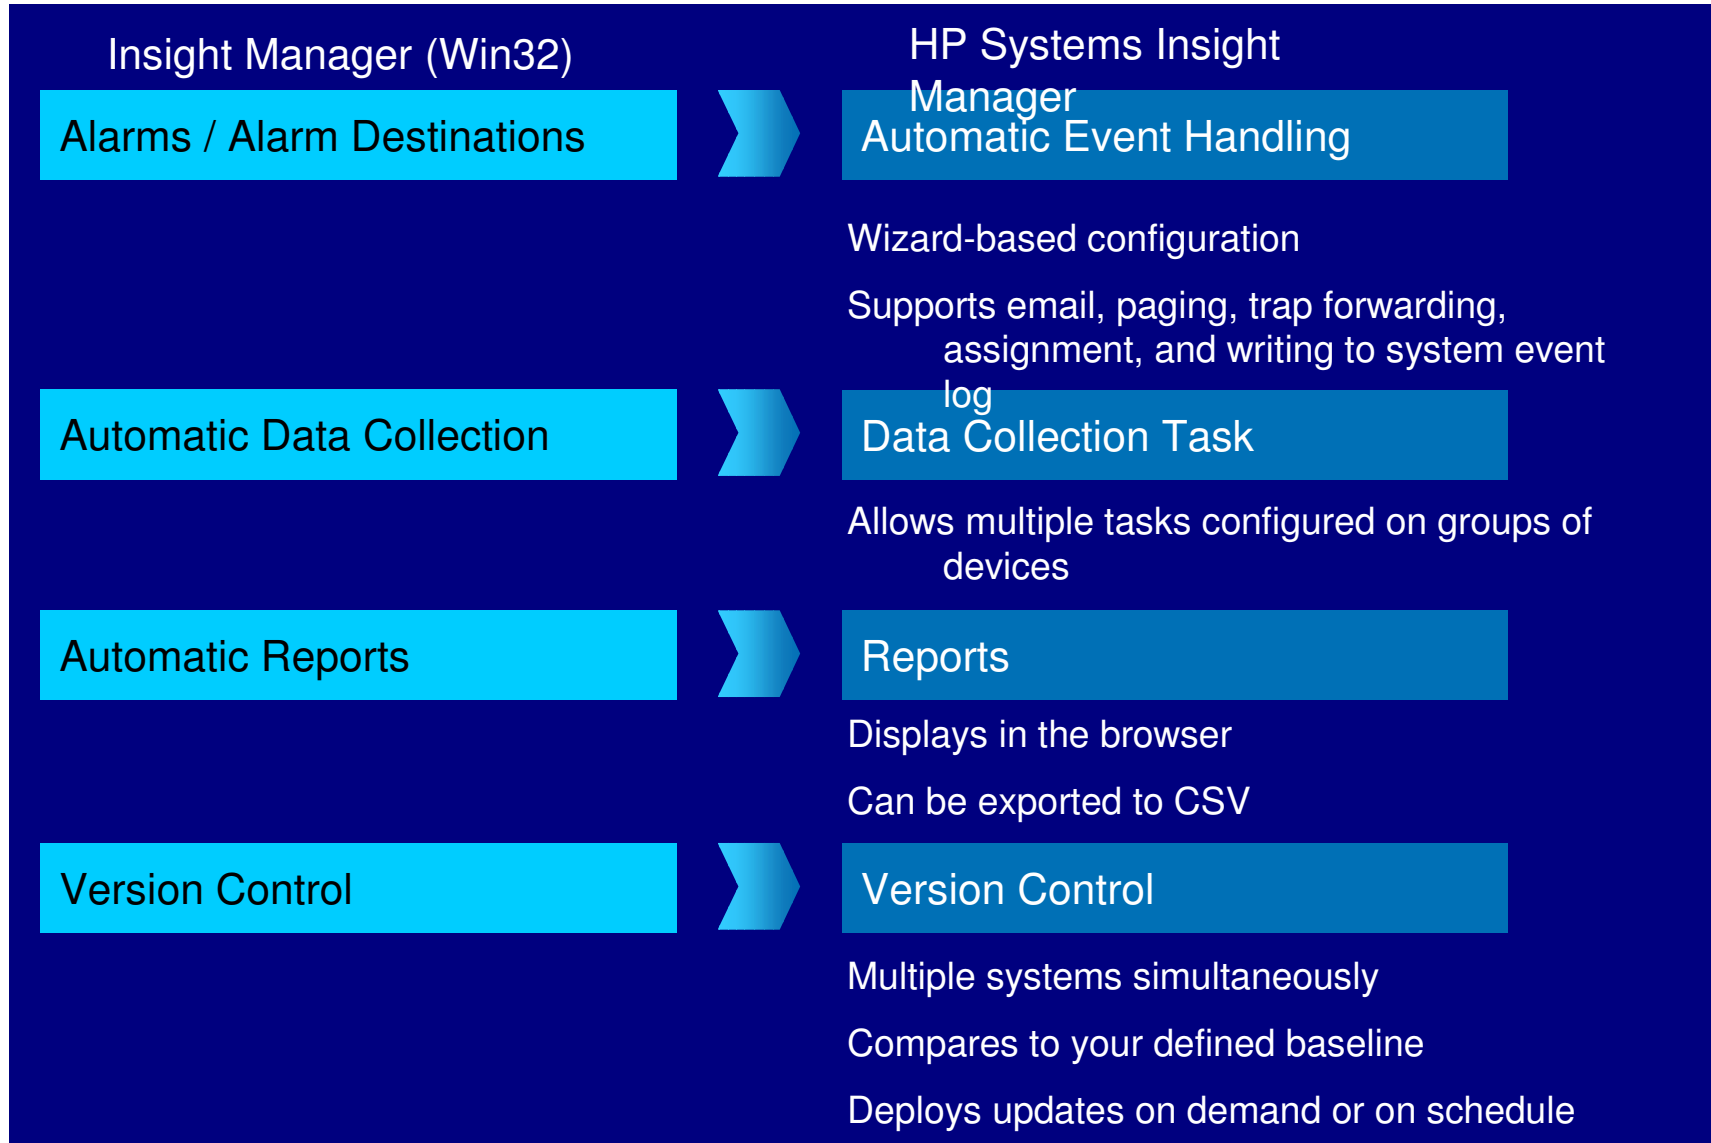 Insight Manager (Win32)
HP Systems Insight
Manager
Alarms / Alarm Destinations
Automatic Event Handling
Wizard-based configuration
Supports email, paging, trap forwarding,
assignment, and writing to system event
log
Automatic Data Collection
Data Collection Task
Allows multiple tasks configured on groups of
devices
Automatic Reports
Reports
Displays in the browser
Can be exported to CSV
Version Control
Version Control
Multiple systems simultaneously
Compares to your defined baseline
Deploys updates on demand or on schedule